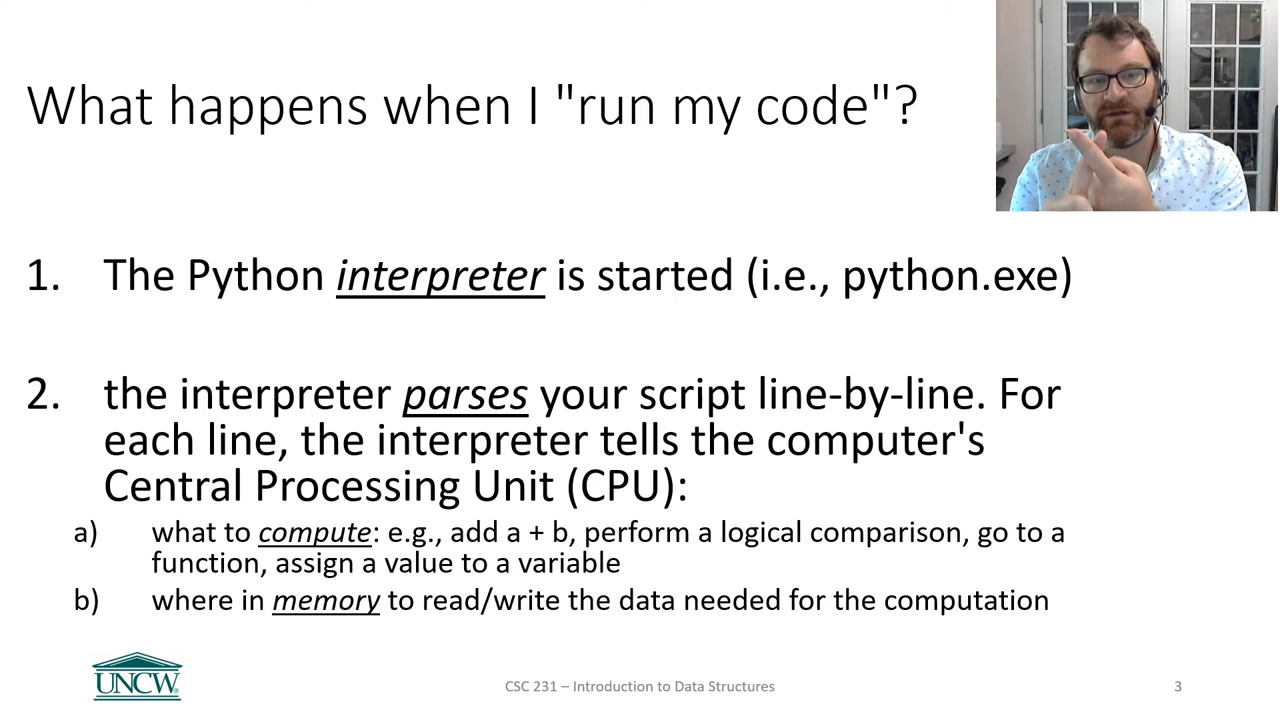 What happens when I "run my code"?
1. The Python interpreter is started (i.e., python.exe)
2. the interpreter parses your script line-by-line. For
each line, the interpreter tells the computer's
Central Processing Unit (CPU):
a) what to compute: e.g., add a + b, perform a logical comparison, go to a
function, assign a value to a variable
b) where in memory to read/write the data needed for the computation
UNCW
CSC 231 – Introduction to Data Structures
3